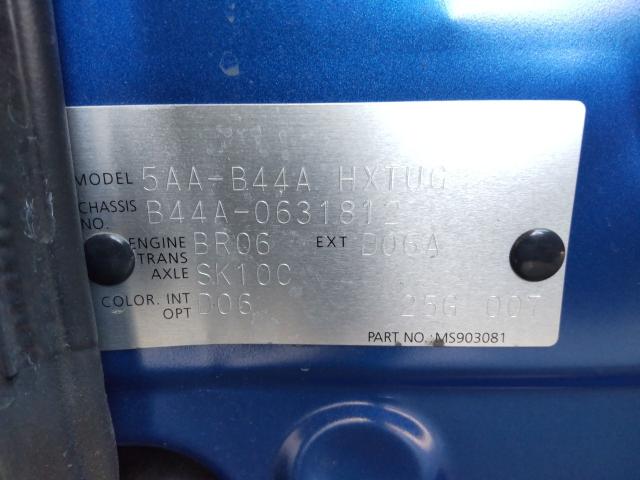 MODEL 5AA-B44A HXTUG
CHASSIS NO. B44A-0631812
ENGINE BR06 EXT D06A
TRANS AXLE SK10C
COLOR. INT D06
OPT 25G 007
PART NO.:MS903081